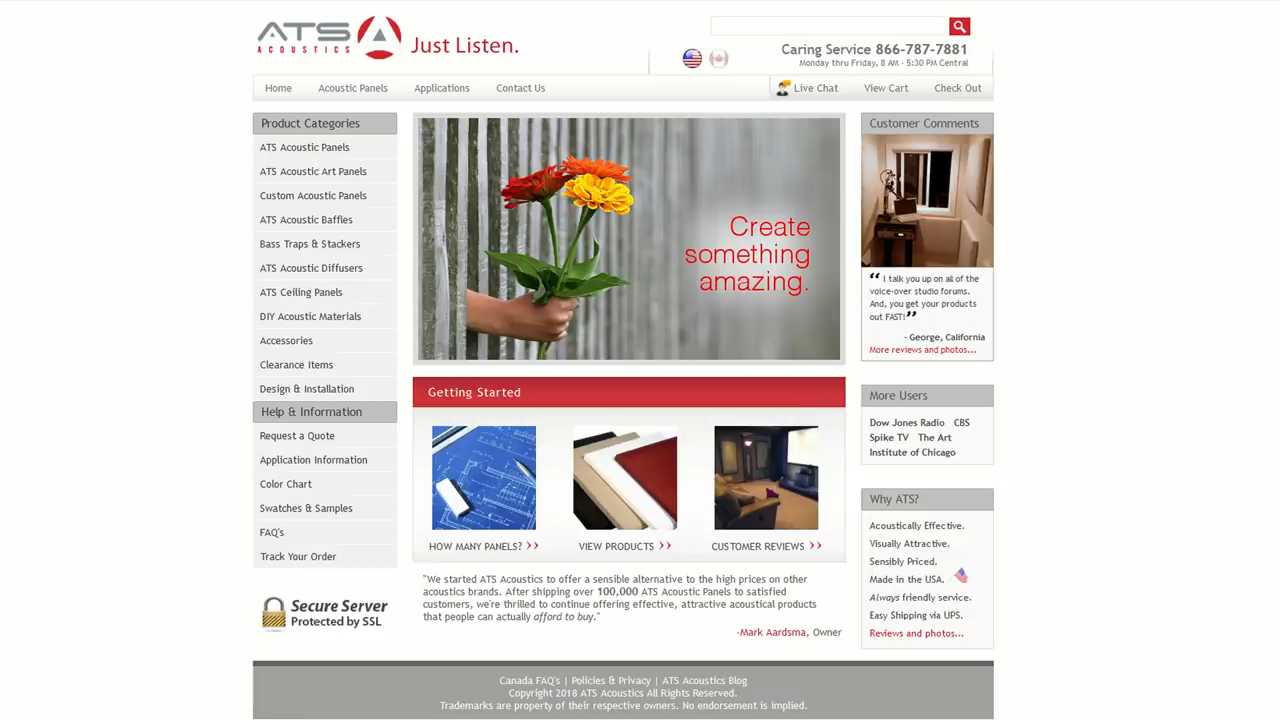 ATS
ACOUSTICS
Just Listen.
Caring Service 866-787-7881
Monday thru Friday, 8 AM - 5:30 PM Central
Home
Acoustic Panels
Applications
Contact Us
Live Chat
View Cart
Check Out
Product Categories
ATS Acoustic Panels
ATS Acoustic Art Panels
Custom Acoustic Panels
ATS Acoustic Baffles
Bass Traps & Stackers
ATS Acoustic Diffusers
ATS Ceiling Panels
DIY Acoustic Materials
Accessories
Clearance Items
Design & Installation
Help & Information
Request a Quote
Application Information
Color Chart
Swatches & Samples
FAQ's
Track Your Order
Secure Server
Protected by SSL
Create
something
amazing.
Getting Started
HOW MANY PANELS? >>
VIEW PRODUCTS >>
CUSTOMER REVIEWS >>
"We started ATS Acoustics to offer a sensible alternative to the high prices on other
acoustics brands. After shipping over 100,000 ATS Acoustic Panels to satisfied
customers, we're thrilled to continue offering effective, attractive acoustical products
that people can actually afford to buy."
-Mark Aardsma, Owner
Customer Comments
“ I talk you up on all of the
voice-over studio forums.
And, you get your products
out FAST!”
- George, California
More reviews and photos...
More Users
Dow Jones Radio CBS
Spike TV The Art
Institute of Chicago
Why ATS?
Acoustically Effective.
Visually Attractive.
Sensibly Priced.
Made in the USA.
Always friendly service.
Easy Shipping via UPS.
Reviews and photos...
Canada FAQ's | Policies & Privacy | ATS Acoustics Blog
Copyright 2018 ATS Acoustics All Rights Reserved.
Trademarks are property of their respective owners. No endorsement is implied.